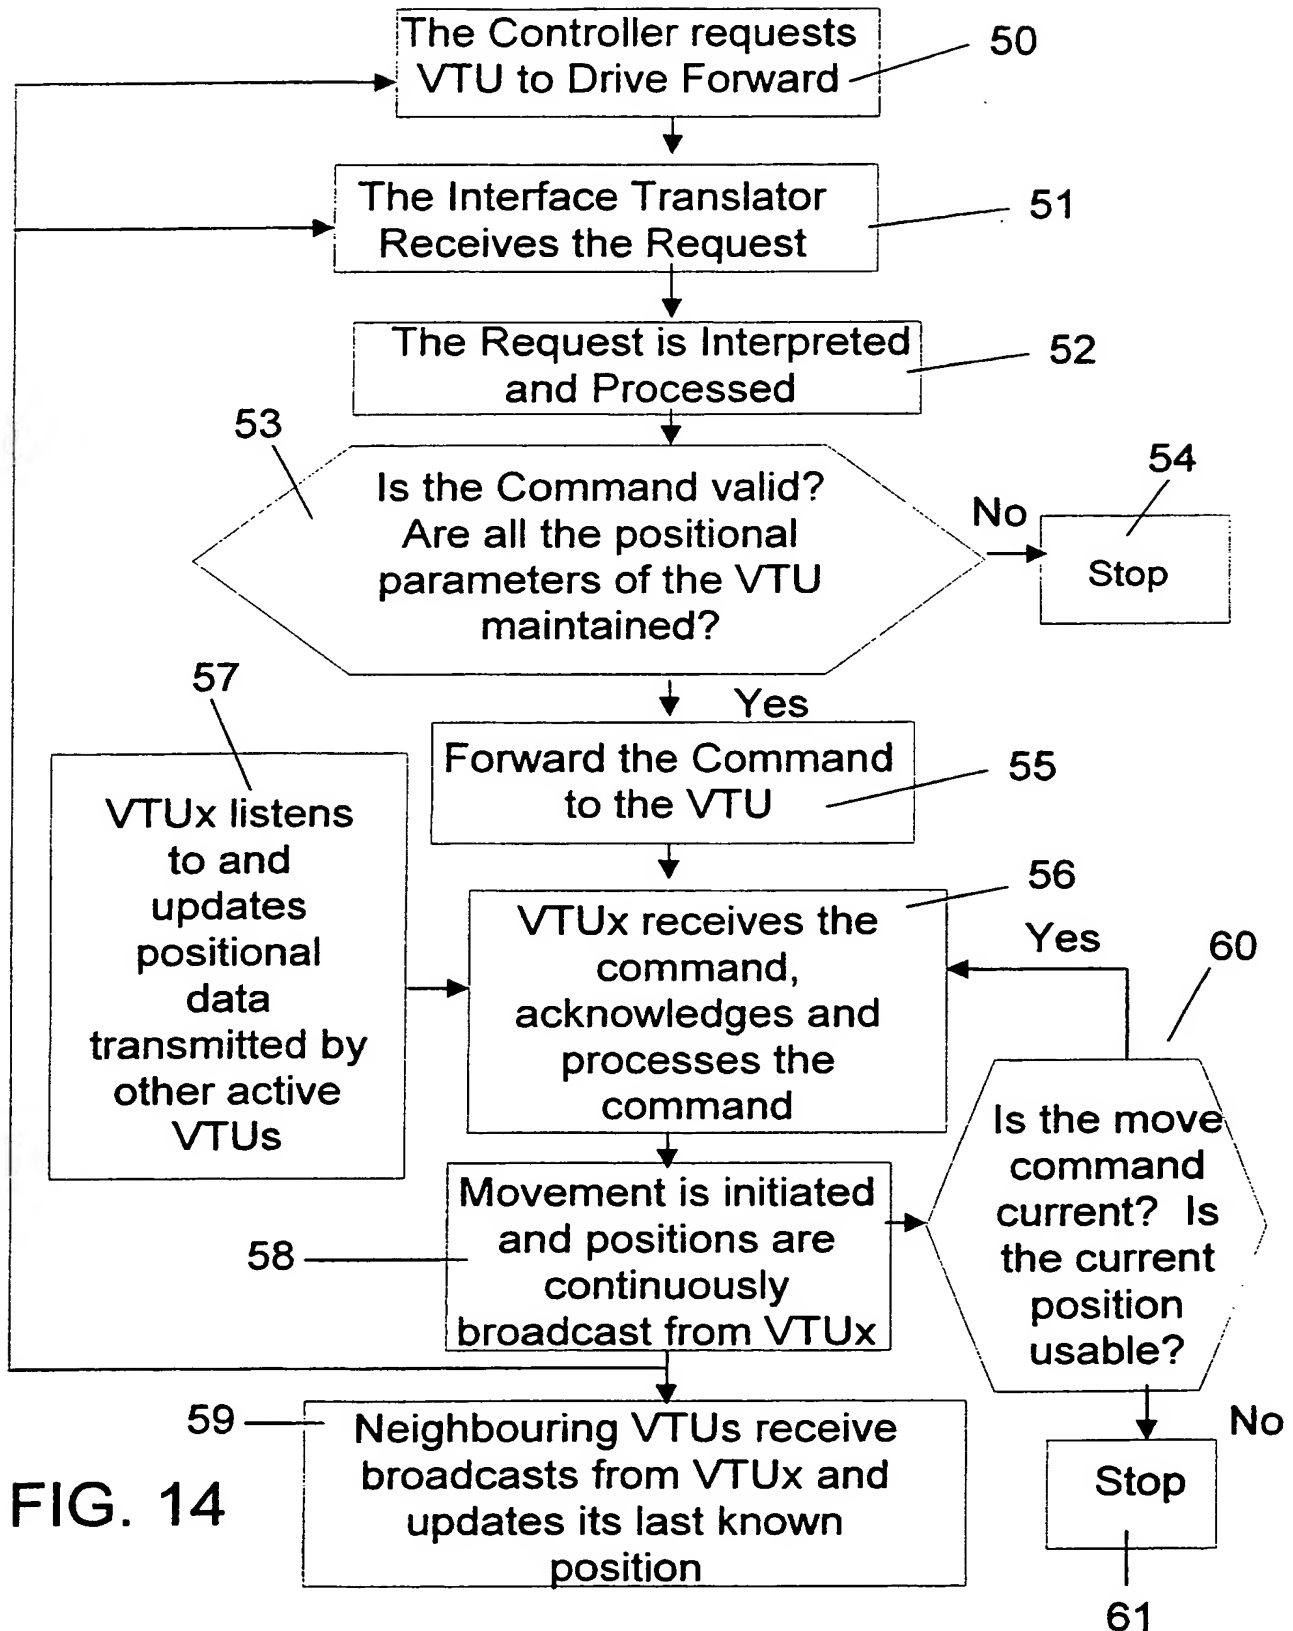 The Controller requests
VTU to Drive Forward
50
The Interface Translator
Receives the Request
51
The Request is Interpreted
and Processed
52
53
Is the Command valid?
Are all the positional
parameters of the VTU
maintained?
No
54
Stop
Yes
57
Forward the Command
to the VTU
55
VTUx listens
to and
updates
positional
data
transmitted by
other active
VTUs
56
VTUx receives the
command,
acknowledges and
processes the
command
Yes
60
Is the move
command
current? Is
the current
position
usable?
58
Movement is initiated
and positions are
continuously
broadcast from VTUx
No
Stop
61
59
Neighbouring VTUs receive
broadcasts from VTUx and
updates its last known
position
FIG. 14